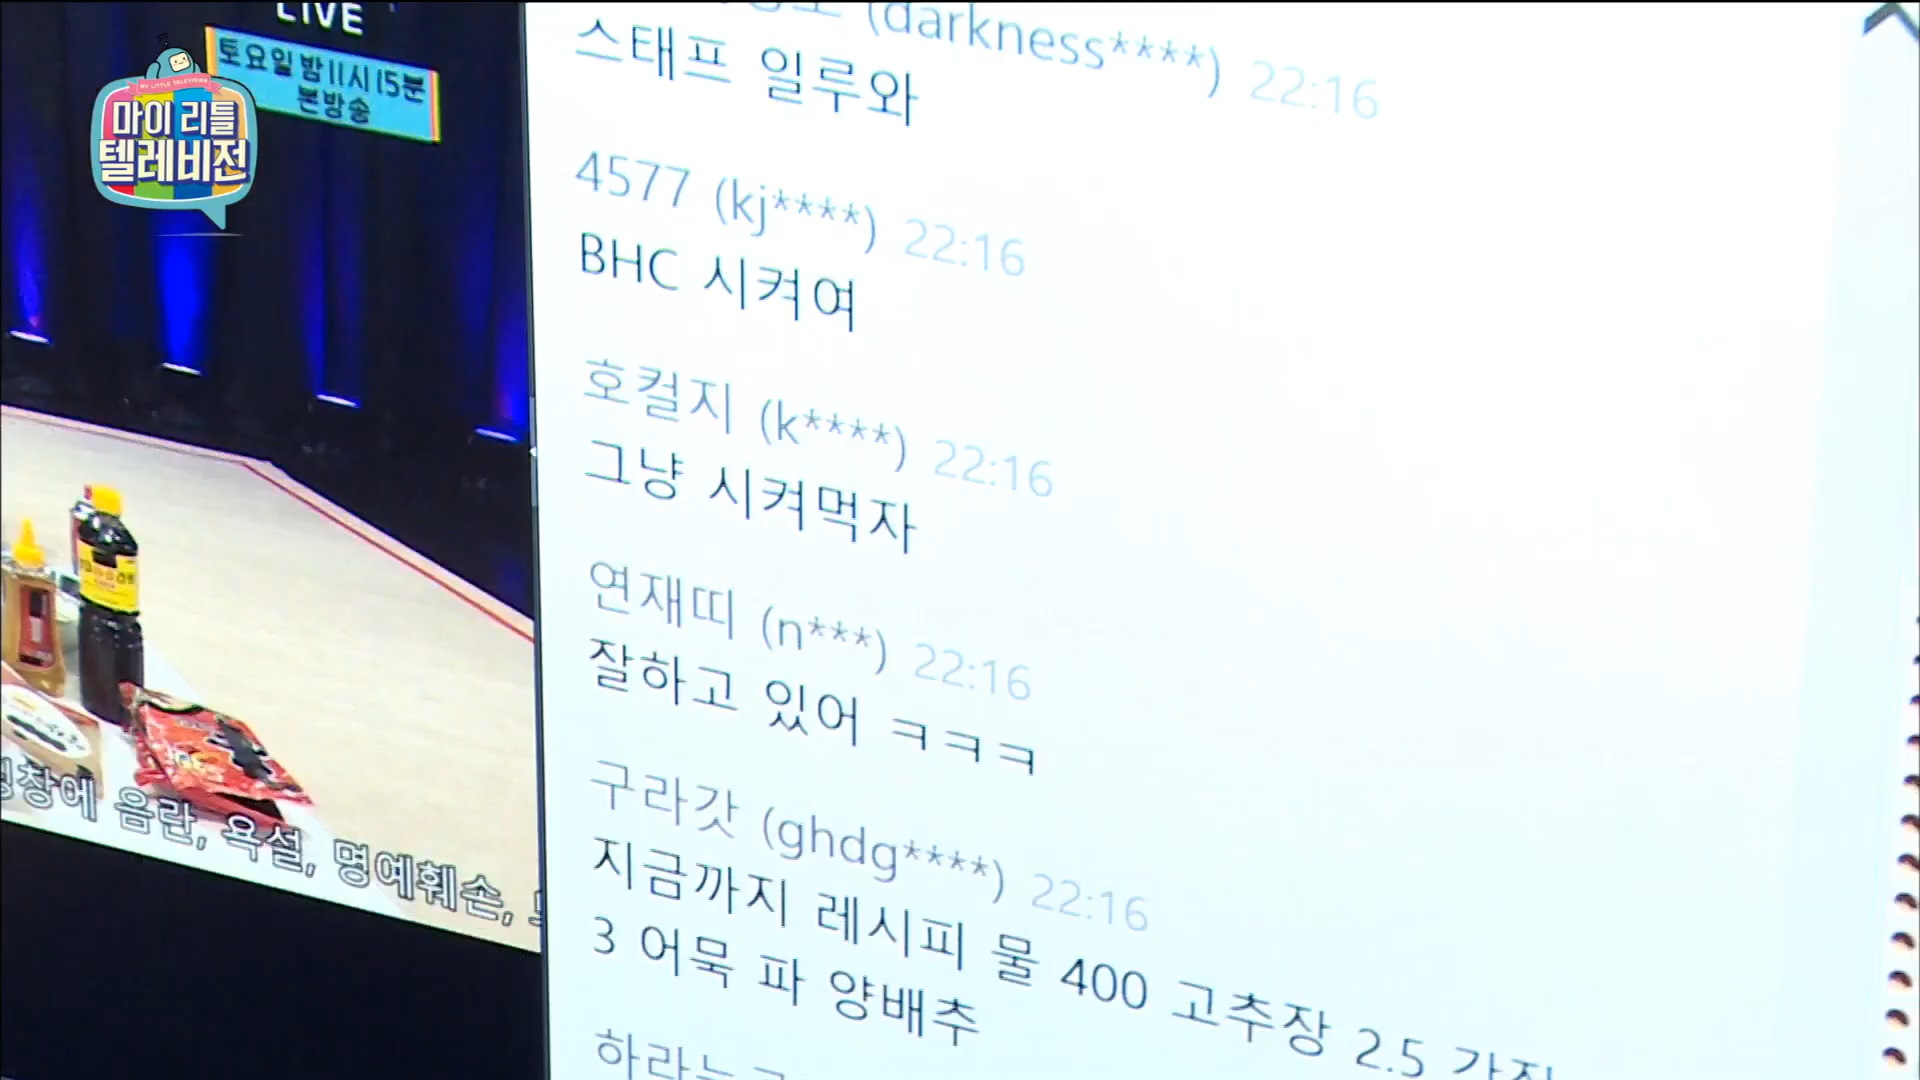 LIVE
토요일 밤 11시 15분
본방송
MY LITTLE TELEVISION
마이 리틀
텔레비전
음란, 욕설, 명예훼손,
(darkness****) 22:16
스태프 일루와
4577 (kj****) 22:16
BHC 시켜여
호컬지 (k****) 22:16
그냥 시켜먹자
연재띠 (n***) 22:16
잘하고 있어 ㅋㅋㅋ
구라갓 (ghdg****) 22:16
지금까지 레시피 물 400 고추장 2.5
3 어묵 파 양배추